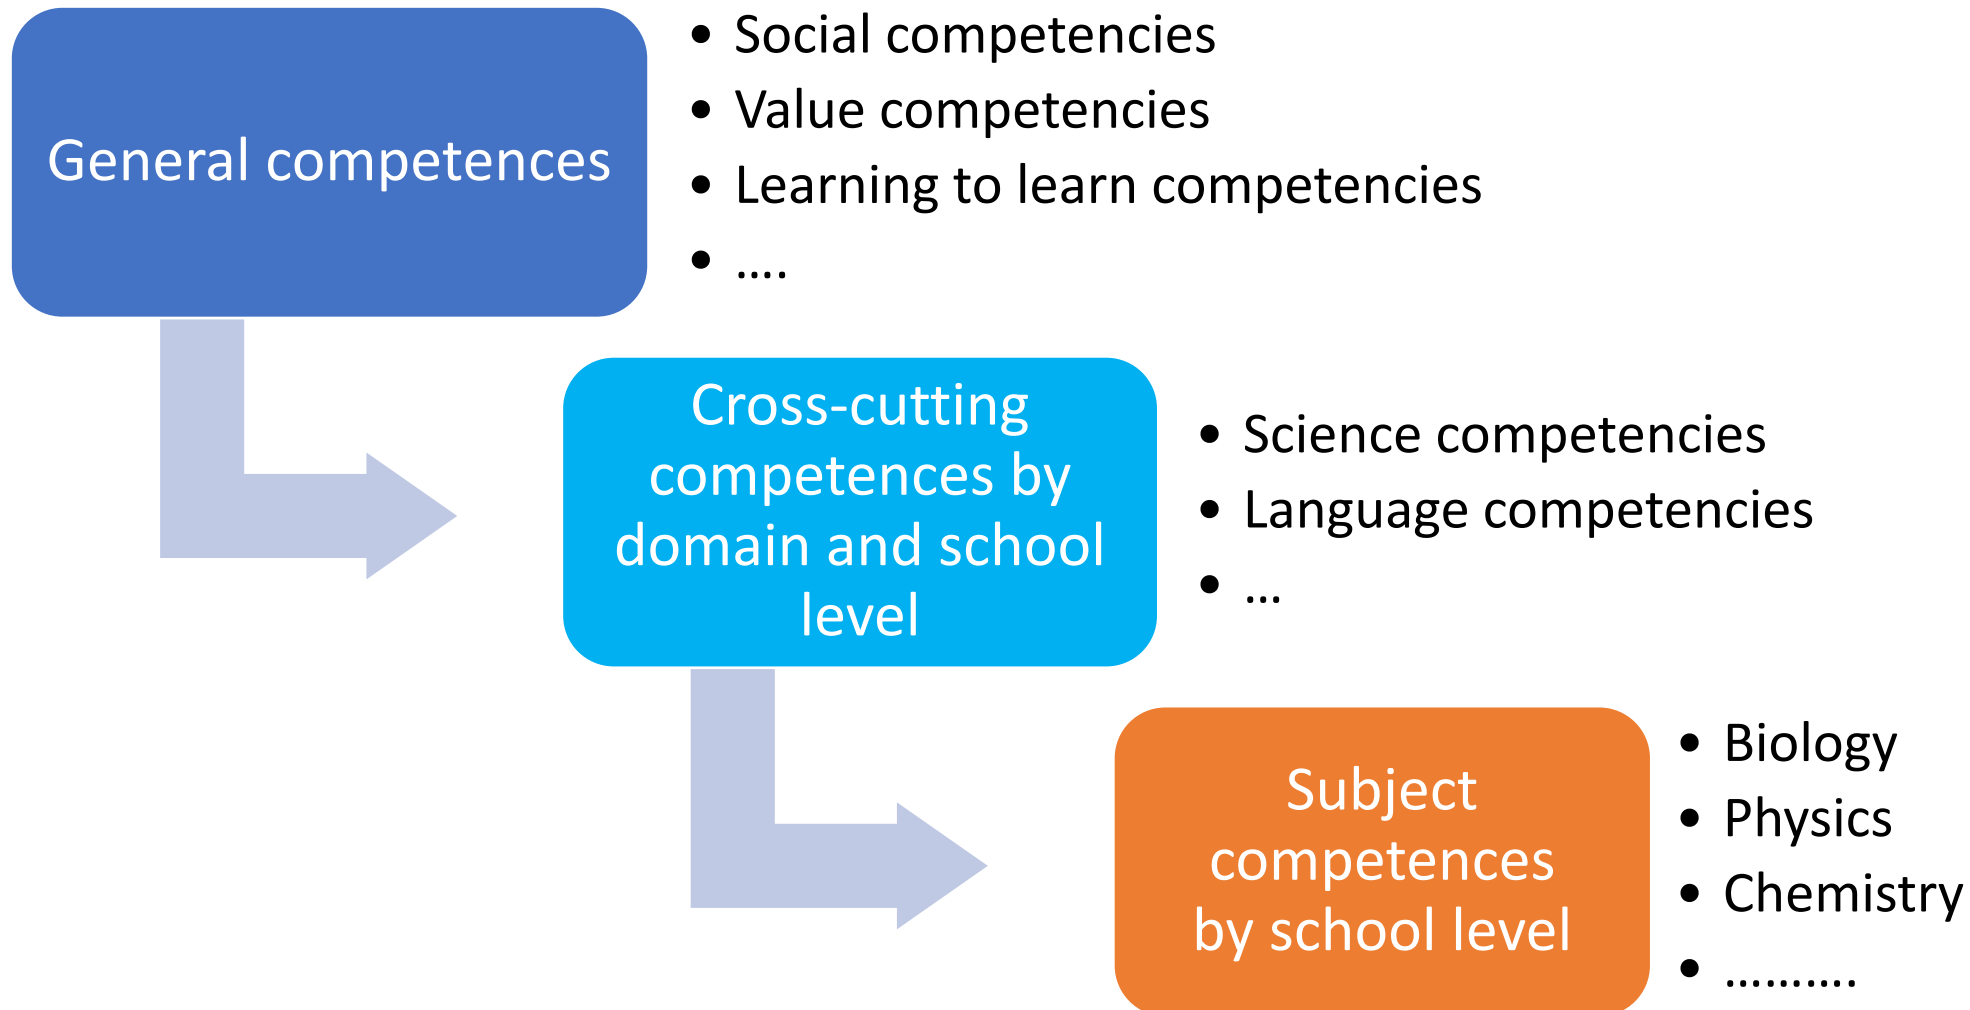 General competences
• Social competencies
• Value competencies
• Learning to learn competencies
• ....
Cross-cutting
competences by
domain and school
level
• Science competencies
• Language competencies
• ...
Subject
competences
by school level
• Biology
• Physics
• Chemistry
• ..........